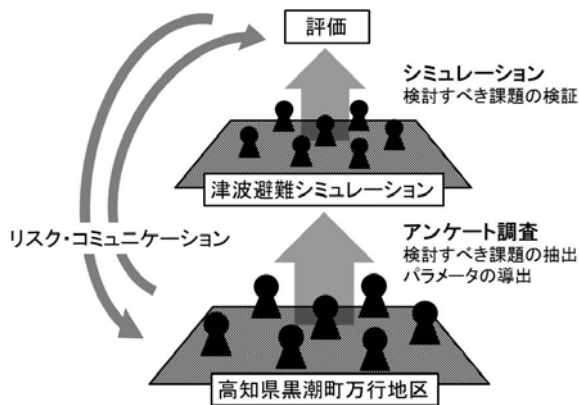 評価
シミュレーション
検討すべき課題の検証
津波避難シミュレーション
リスク・コミュニケーション
アンケート調査
検討すべき課題の抽出
パラメータの導出
高知県黒潮町万行地区